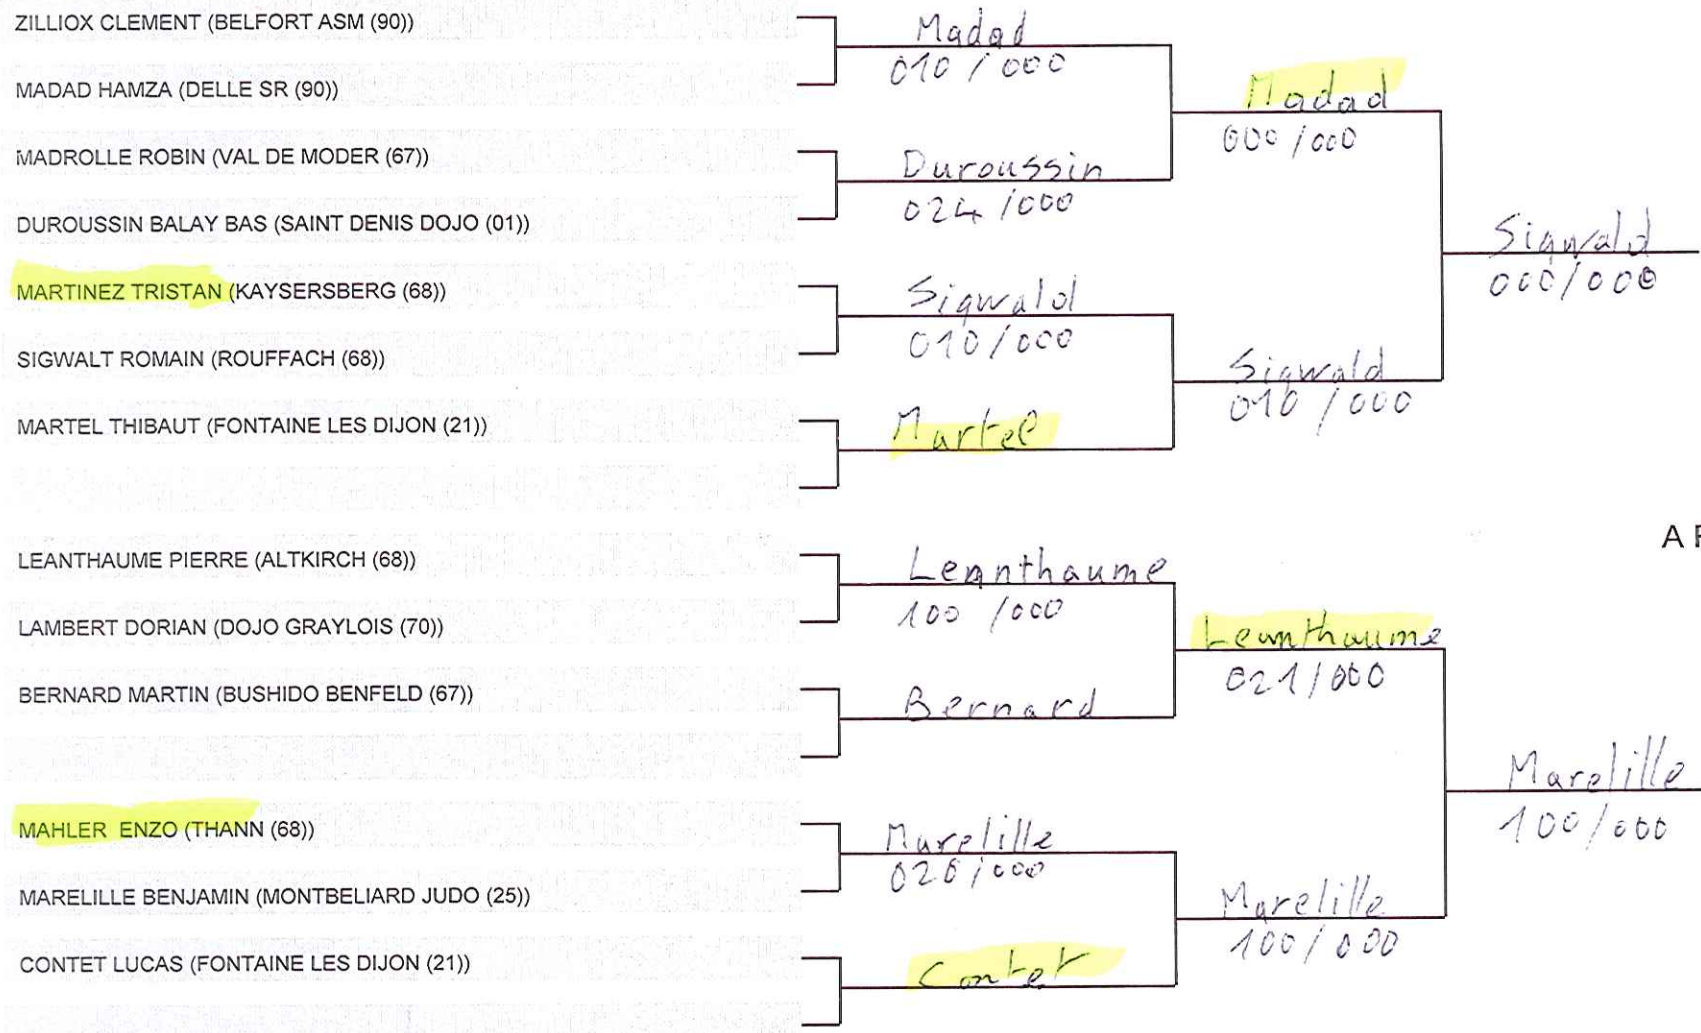 ZILLIOX CLEMENT (BELFORT ASM (90))
Madad
010 / 000
MADAD HAMZA (DELLE SR (90))
Madad
000 / 000
MADROLLE ROBIN (VAL DE MODER (67))
Duroussin
024 / 000
DUROUSSIN BALAY BAS (SAINT DENIS DOJO (01))
Sigwald
000 / 000
MARTINEZ TRISTAN (KAYSERSBERG (68))
Sigwald
010 / 000
SIGWALT ROMAIN (ROUFFACH (68))
Sigwald
010 / 000
MARTEL THIBAUT (FONTAINE LES DIJON (21))
Martel
LEANTHAUME PIERRE (ALTKIRCH (68))
Leanthaume
100 / 000
LAMBERT DORIAN (DOJO GRAYLOIS (70))
Leanthaume
021 / 000
BERNARD MARTIN (BUSHIDO BENFELD (67))
Bernard
Marelille
100 / 000
MAHLER ENZO (THANN (68))
Marelille
020 / 000
MARELILLE BENJAMIN (MONTBELIARD JUDO (25))
Marelille
100 / 000
CONTET LUCAS (FONTAINE LES DIJON (21))
Contet